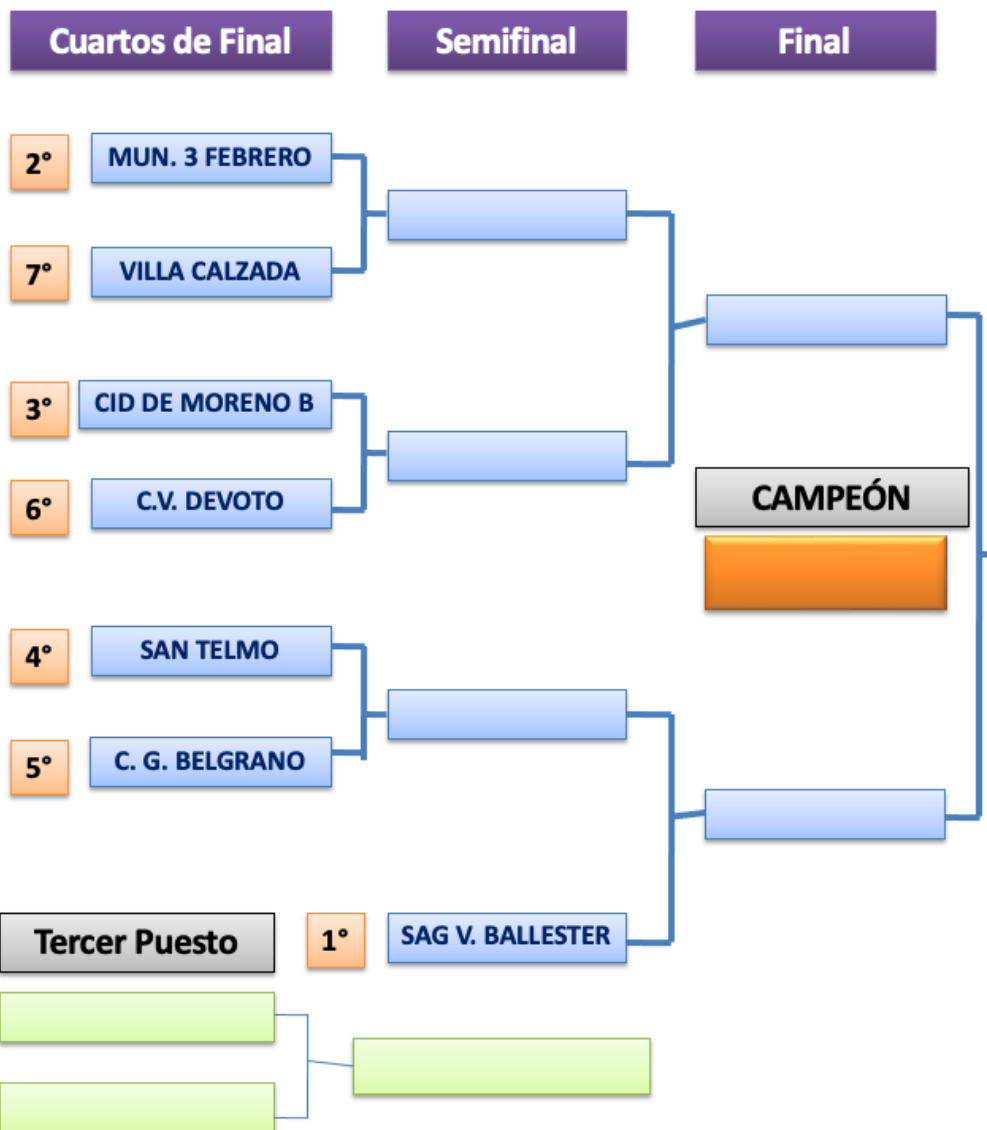 Cuartos de Final
Semifinal
Final
2°
MUN. 3 FEBRERO
7°
VILLA CALZADA
3°
CID DE MORENO B
6°
C.V. DEVOTO
CAMPEÓN
4°
SAN TELMO
5°
C. G. BELGRANO
Tercer Puesto
1°
SAG V. BALLESTER